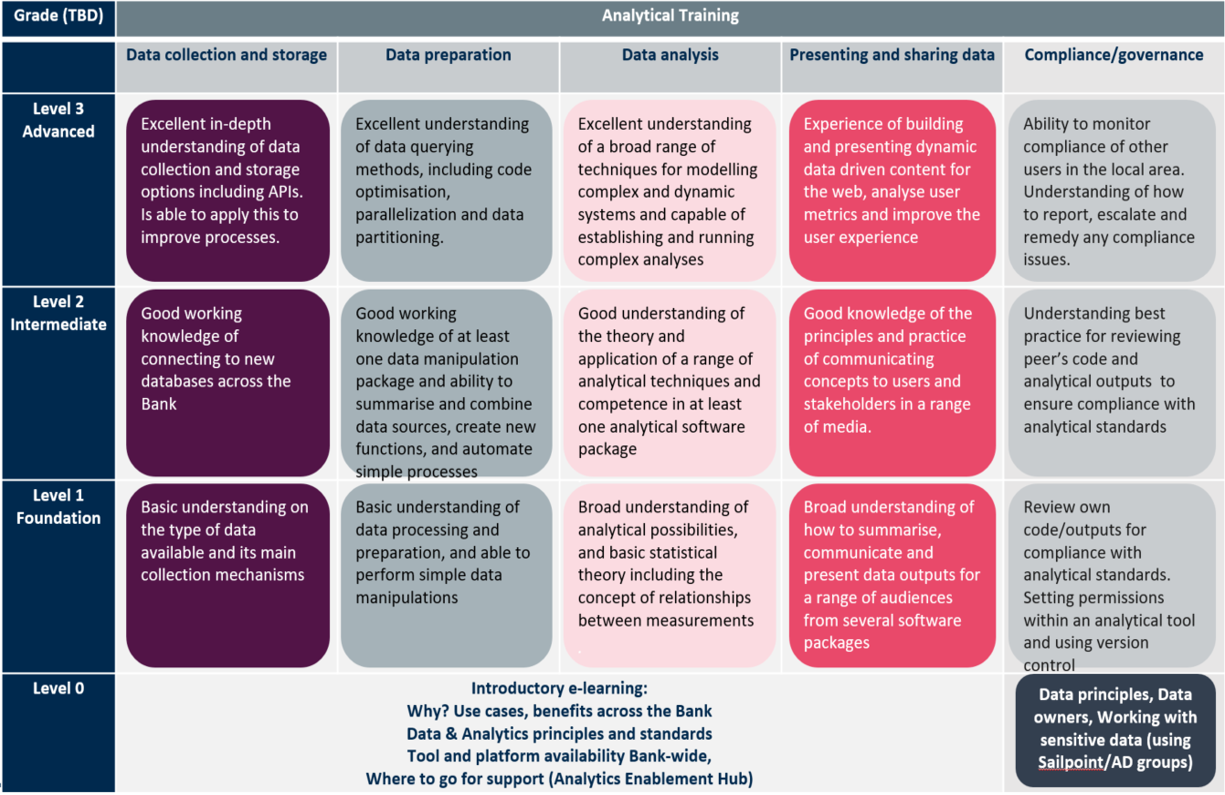 Grade (TBD)
Analytical Training
Data collection and storage
Data preparation
Data analysis
Presenting and sharing data
Compliance/governance
Level 3
Advanced
Excellent in-depth
understanding of data
collection and storage
options including APIs.
Is able to apply this to
improve processes.
Excellent understanding
of data querying
methods, including code
optimisation,
parallelization and data
partitioning.
Excellent understanding
of a broad range of
techniques for modelling
complex and dynamic
systems and capable of
establishing and running
complex analyses
Experience of building
and presenting dynamic
data driven content for
the web, analyse user
metrics and improve the
user experience
Ability to monitor
compliance of other
users in the local area.
Understanding of how
to report, escalate and
remedy any compliance
issues.
Level 2
Intermediate
Good working
knowledge of
connecting to new
databases across the
Bank
Good working
knowledge of at least
one data manipulation
package and ability to
summarise and combine
data sources, create new
functions, and automate
simple processes
Good understanding of
the theory and
application of a range of
analytical techniques and
competence in at least
one analytical software
package
Good knowledge of the
principles and practice
of communicating
concepts to users and
stakeholders in a range
of media.
Understanding best
practice for reviewing
peer's code and
analytical outputs to
ensure compliance with
analytical standards
Level 1
Foundation
Basic understanding on
the type of data
available and its main
collection mechanisms
Basic understanding of
data processing and
preparation, and able to
perform simple data
manipulations
Broad understanding of
analytical possibilities,
and basic statistical
theory including the
concept of relationships
between measurements
.
Broad understanding of
how to summarise,
communicate and
present data outputs for
a range of audiences
from several software
packages
Review own
code/outputs for
compliance with
analytical standards.
Setting permissions
within an analytical tool
and using version
control
Level 0
Introductory e-learning:
Why? Use cases, benefits across the Bank
Data & Analytics principles and standards
Tool and platform availability Bank-wide,
Where to go for support (Analytics Enablement Hub)
Data principles, Data
owners, Working with
sensitive data (using
Sailpoint/AD groups)